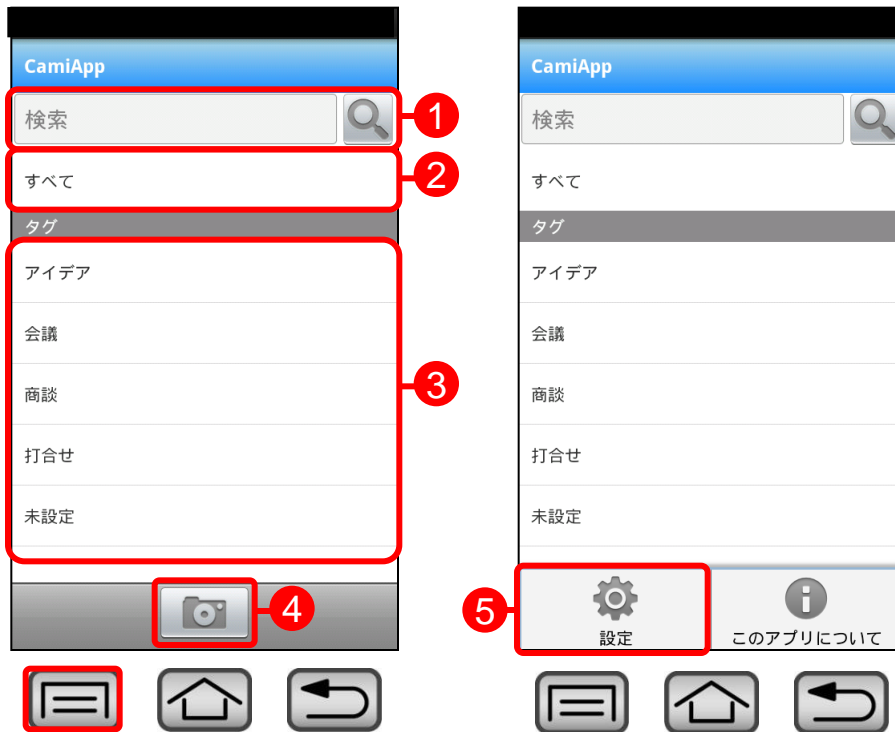 CamiApp
検索
1
すべて
2
タグ
アイデア
会議
商談
3
打合せ
未設定
4
CamiApp
検索
すべて
タグ
アイデア
会議
商談
打合せ
未設定
5
設定
このアプリについて